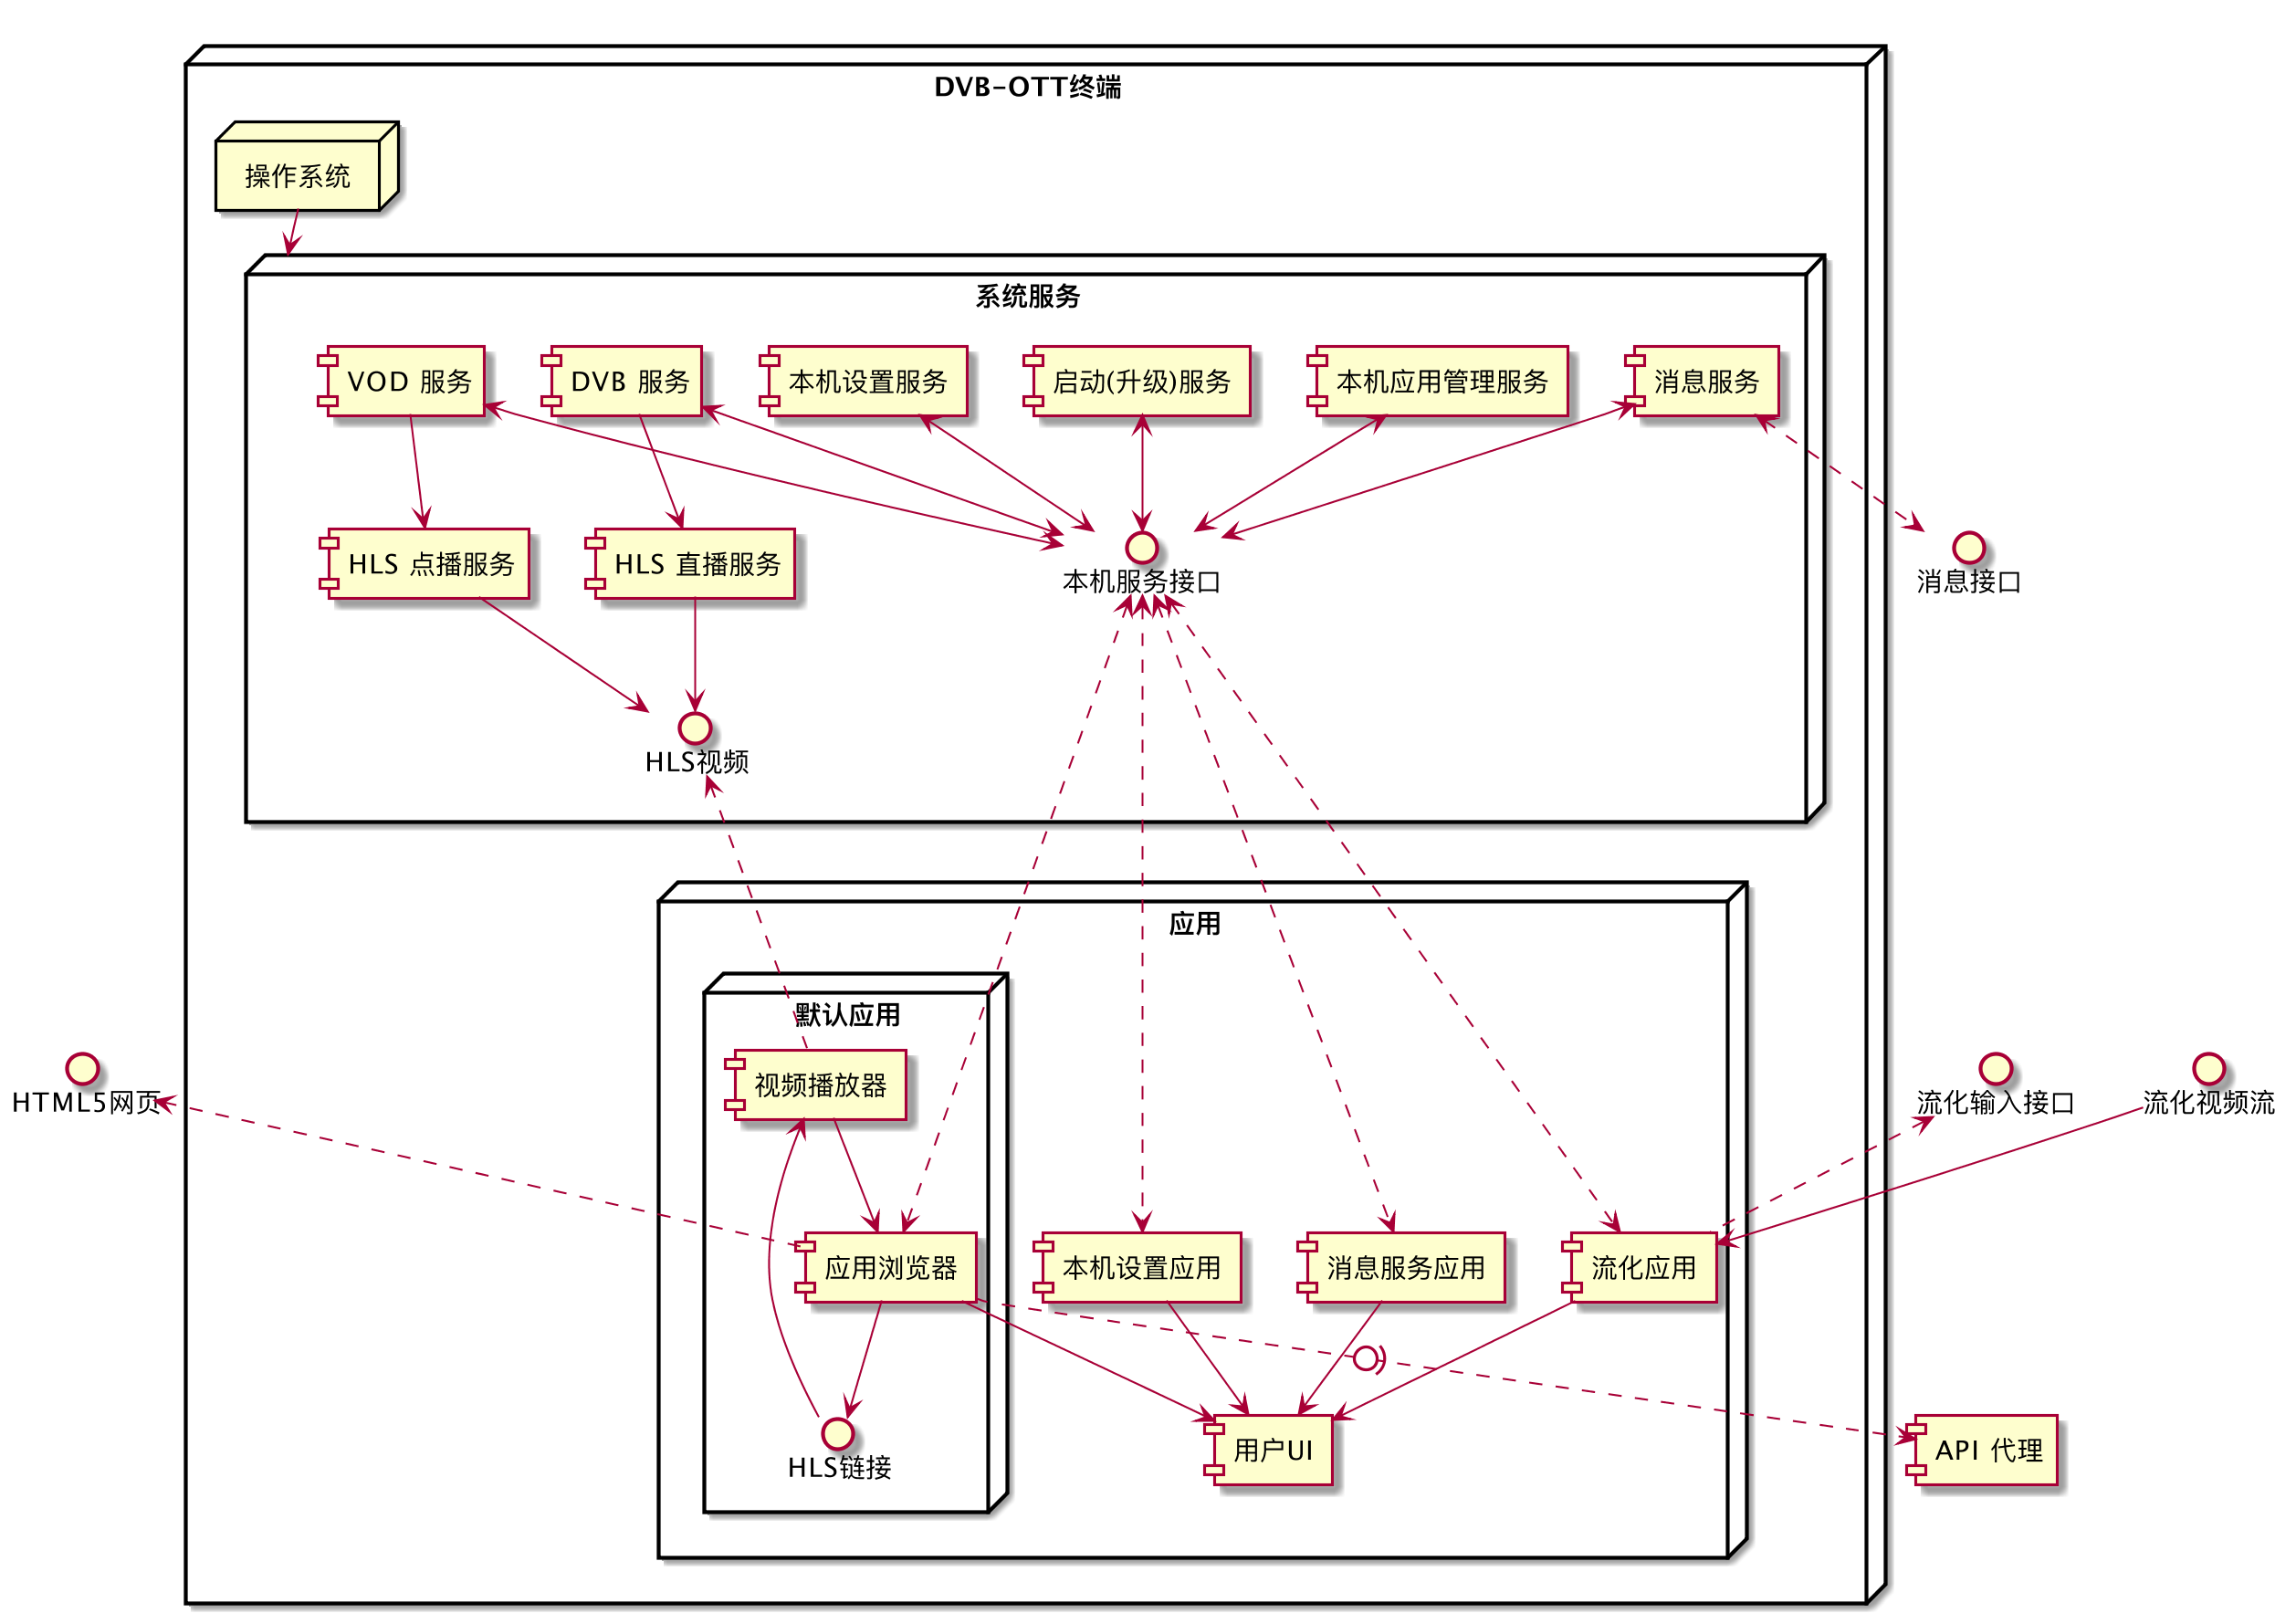 DVB-OTT终端
操作系统
系统服务
VOD 服务
DVB 服务
本机设置服务
启动(升级)服务
本机应用管理服务
消息服务
HLS 点播服务
HLS 直播服务
本机服务接口
消息接口
HLS视频
应用
默认应用
视频播放器
HTML5网页
流化输入接口
流化视频流
应用浏览器
本机设置应用
消息服务应用
流化应用
HLS链接
用户UI
API 代理